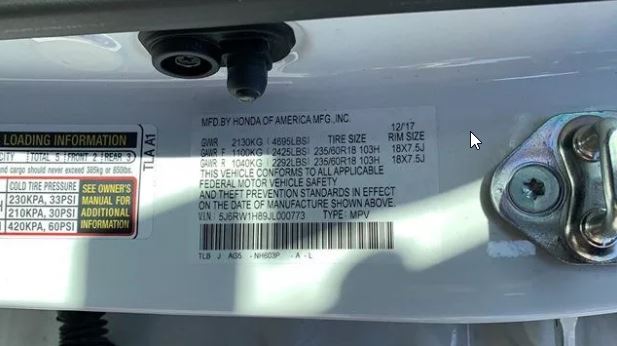 MFD.BY HONDA OF AMERICA MFG.,INC. 12/17
GWR 2130KG (4695LBS) TIRE SIZE RIM SIZE
GAWR F 1100KG (2425LBS) 235/60R18 103H 18X7.5J
GAWR R 1040KG (2292LBS) 235/60R18 103H 18X7.5J
THIS VEHICLE CONFORMS TO ALL APPLICABLE
FEDERAL MOTOR VEHICLE SAFETY
AND THEFT PREVENTION STANDARDS IN EFFECT
ON THE DATE OF MANUFACTURE SHOWN ABOVE.
V.I.N.: 5J6RW1H89JL000773 TYPE: MPV
TLB J AG5 - NH603P - A - L
LOADING INFORMATION
TOTAL 5 FRONT 2 REAR 3
and cargo should never exceed 385kg or 850lbs.
COLD TIRE PRESSURE
230KPA, 33PSI
210KPA, 30PSI
420KPA, 60PSI
SEE OWNER'S
MANUAL FOR
ADDITIONAL
INFORMATION
TLA A1